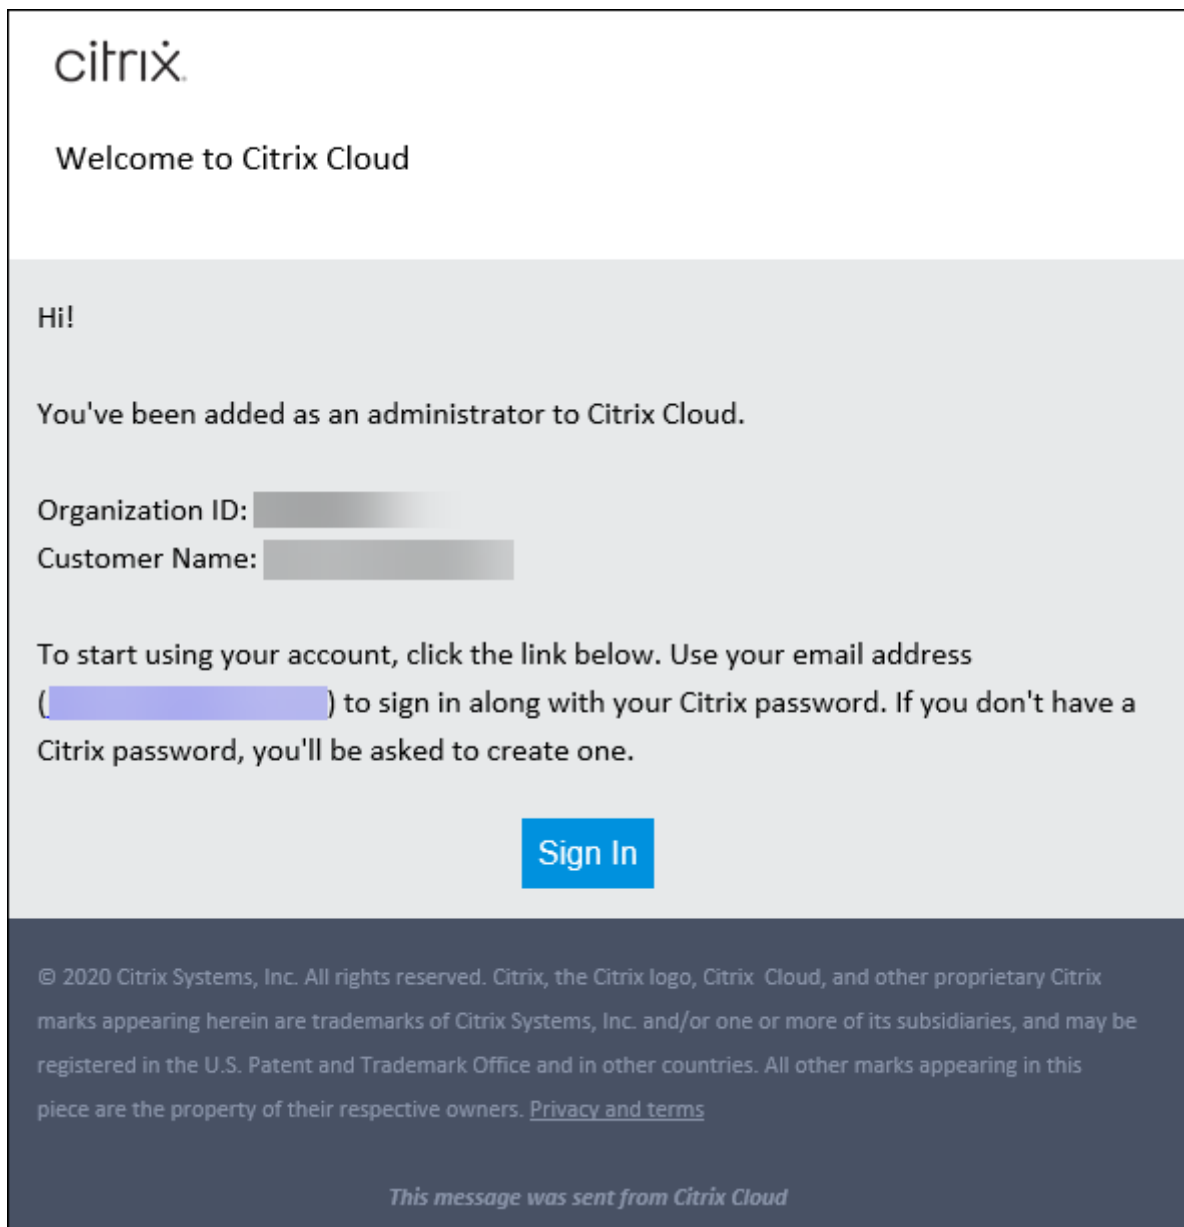 citrix.
Welcome to Citrix Cloud
Hi!
You've been added as an administrator to Citrix Cloud.
Organization ID:
Customer Name:
To start using your account, click the link below. Use your email address
( ) to sign in along with your Citrix password. If you don't have a
Citrix password, you'll be asked to create one.
Sign In
© 2020 Citrix Systems, Inc. All rights reserved. Citrix, the Citrix logo, Citrix  Cloud, and other proprietary Citrix
marks appearing herein are trademarks of Citrix Systems, Inc. and/or one or more of its subsidiaries, and may be
registered in the U.S. Patent and Trademark Office and in other countries. All other marks appearing in this
piece are the property of their respective owners. Privacy and terms
This message was sent from Citrix Cloud